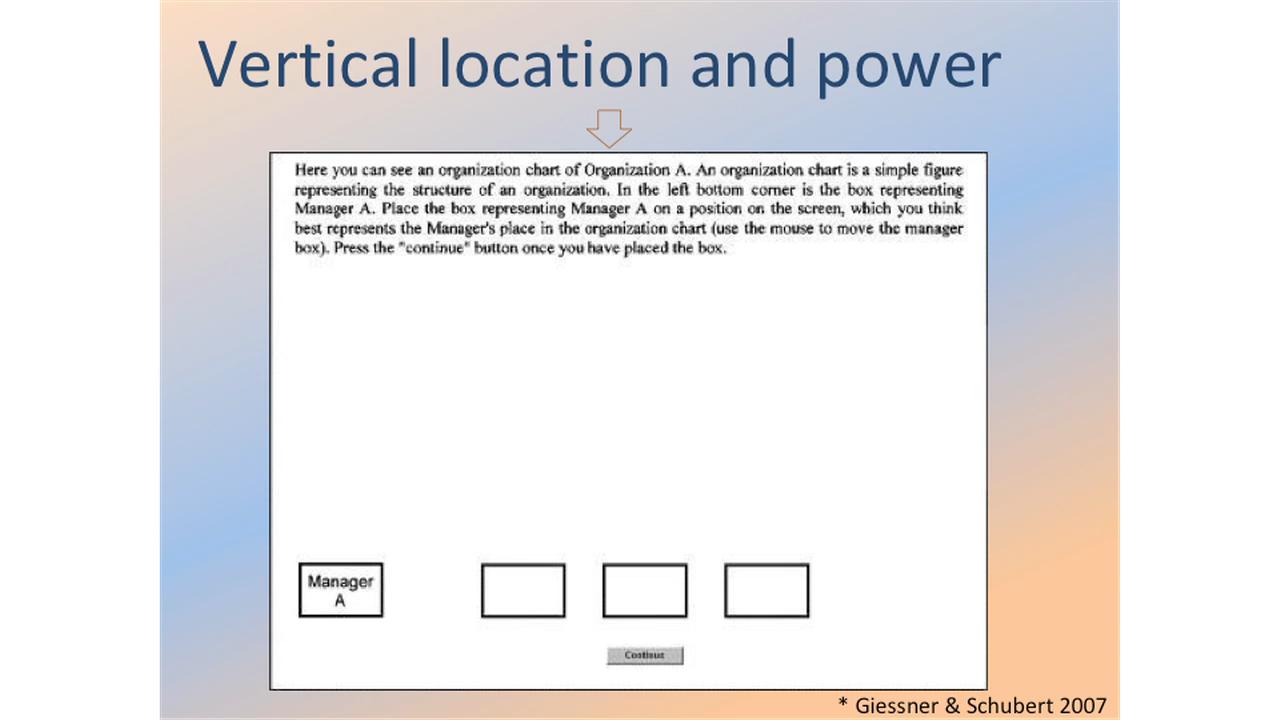 Vertical location and power
Here you can see an organization chart of Organization A. An organization chart is a simple figure
representing the structure of an organization. In the left bottom corner is the box representing
Manager A. Place the box representing Manager A on a position on the screen, which you think
best represents the Manager's place in the organization chart (use the mouse to move the manager
box). Press the "continue" button once you have placed the box.
Manager
A
Continue
* Giessner & Schubert 2007